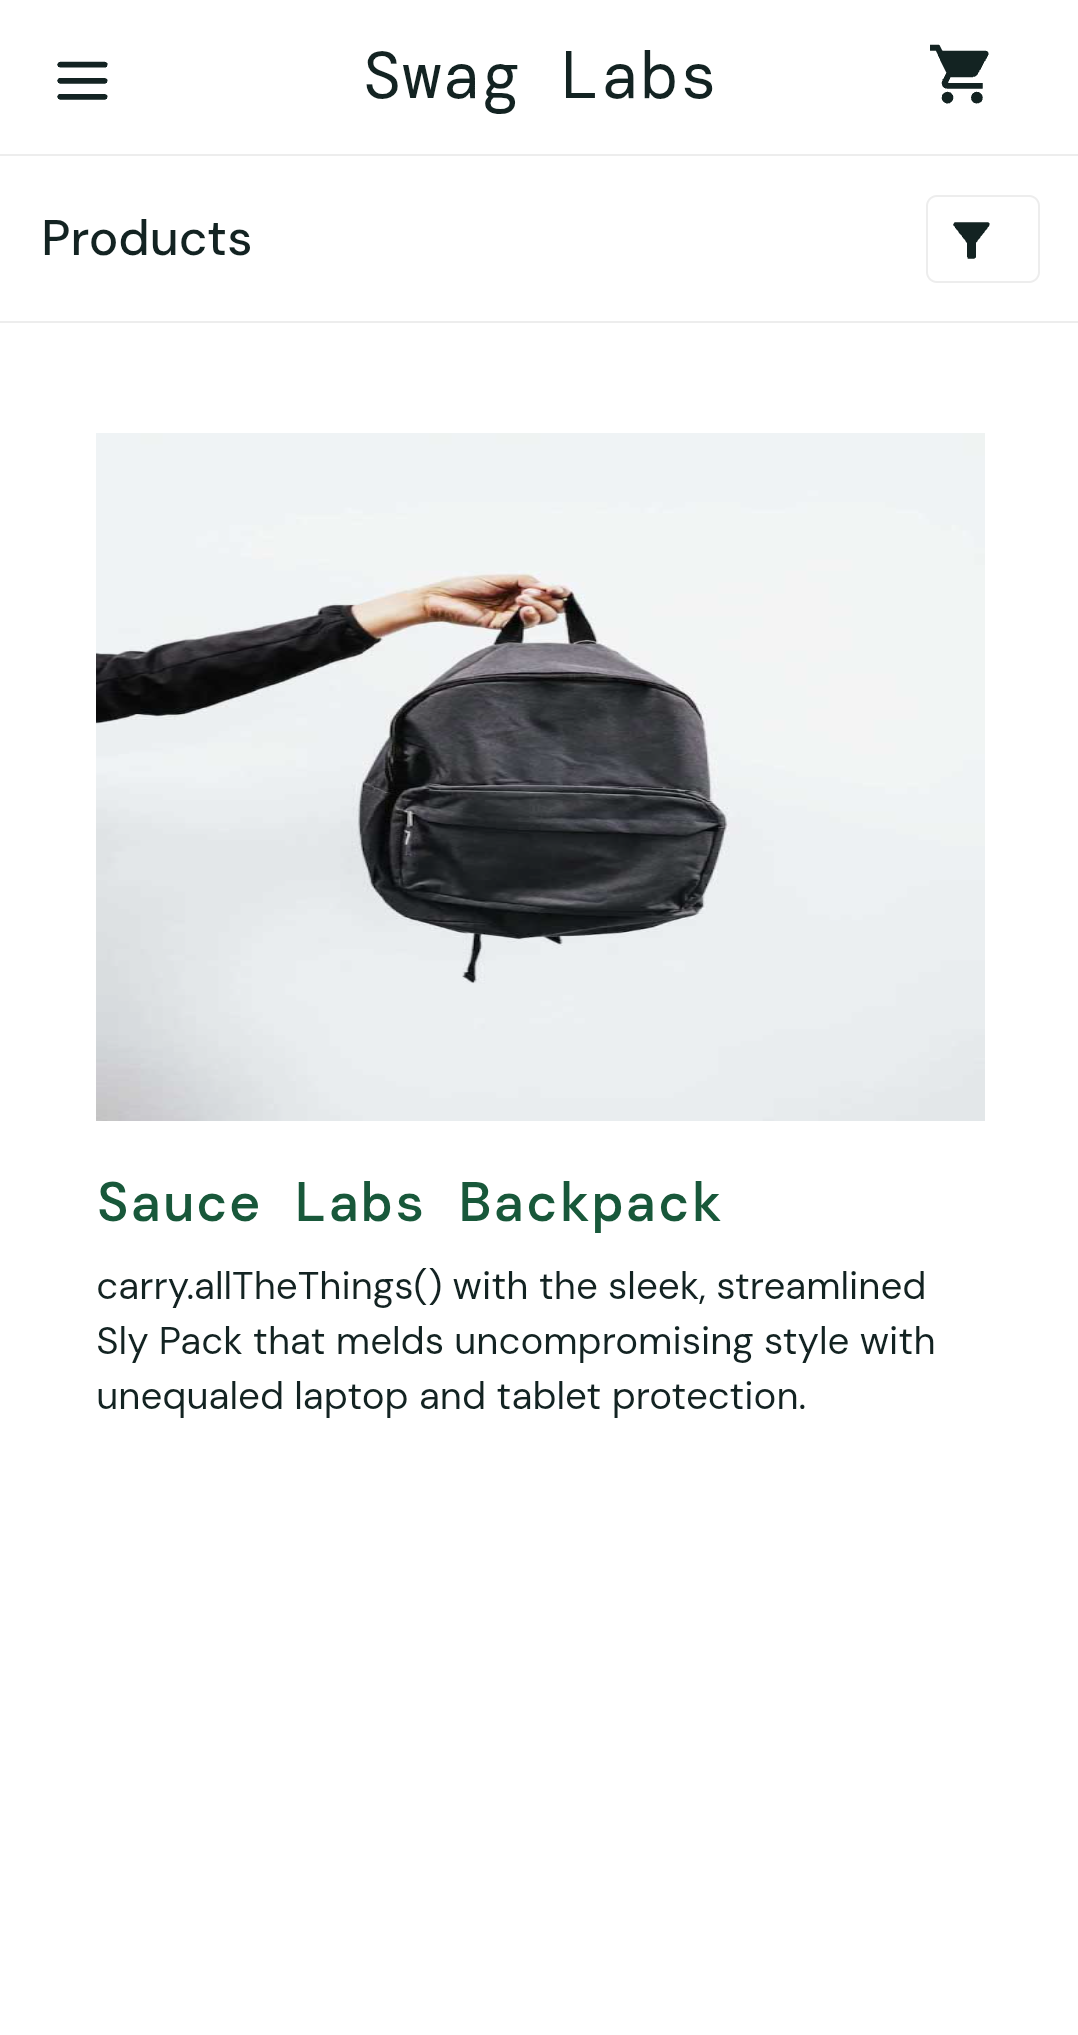 Swag Labs
Products
Sauce Labs Backpack
carry.allTheThings() with the sleek, streamlined
Sly Pack that melds uncompromising style with
unequaled laptop and tablet protection.